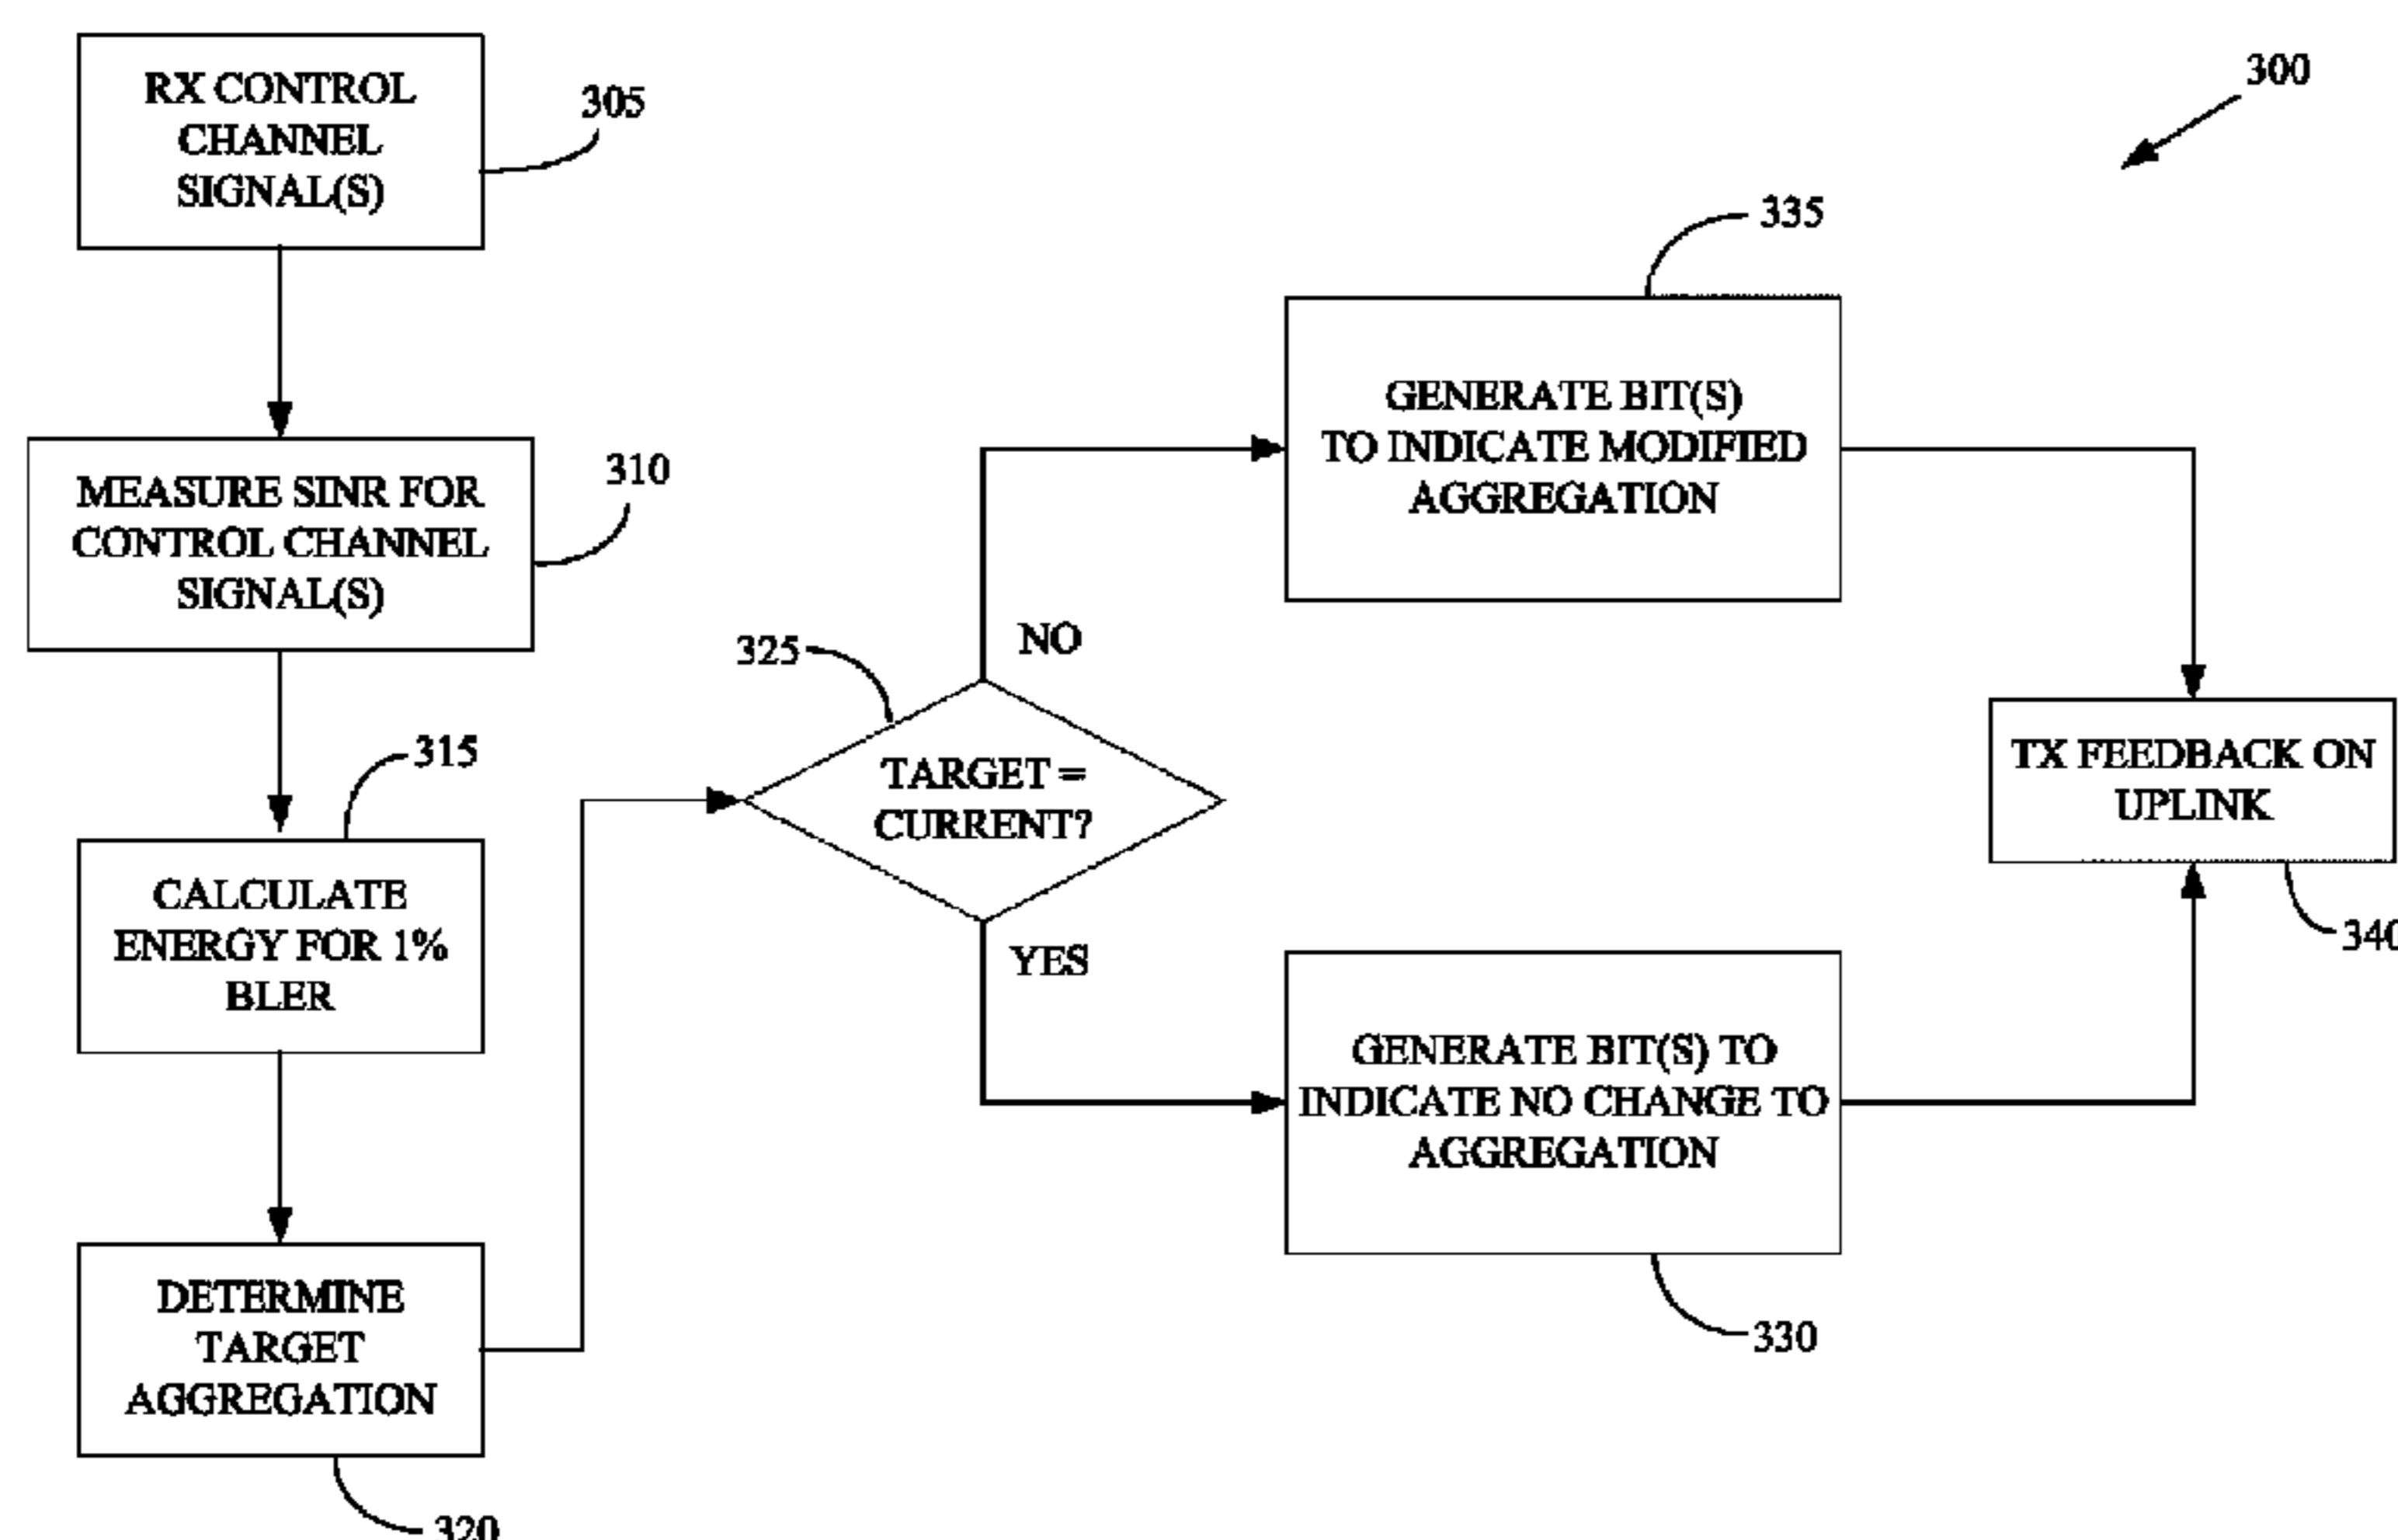 RX CONTROL
CHANNEL
SIGNAL(S)
305
300
MEASURE SINR FOR
CONTROL CHANNEL
SIGNAL(S)
310
315
CALCULATE
ENERGY FOR 1%
BLER
DETERMINE
TARGET
AGGREGATION
320
325
TARGET =
CURRENT?
NO
YES
335
GENERATE BIT(S)
TO INDICATE MODIFIED
AGGREGATION
GENERATE BIT(S) TO
INDICATE NO CHANGE TO
AGGREGATION
330
TX FEEDBACK ON
UPLINK
340